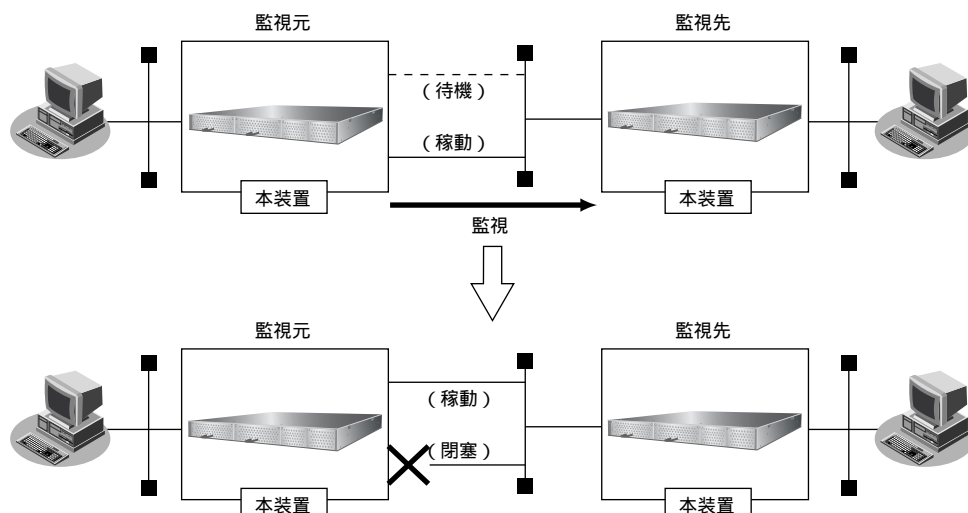 監視元
監視先
(待機)
(稼動)
本装置
本装置
監視
監視元
監視先
(稼動)
(閉塞)
本装置
本装置